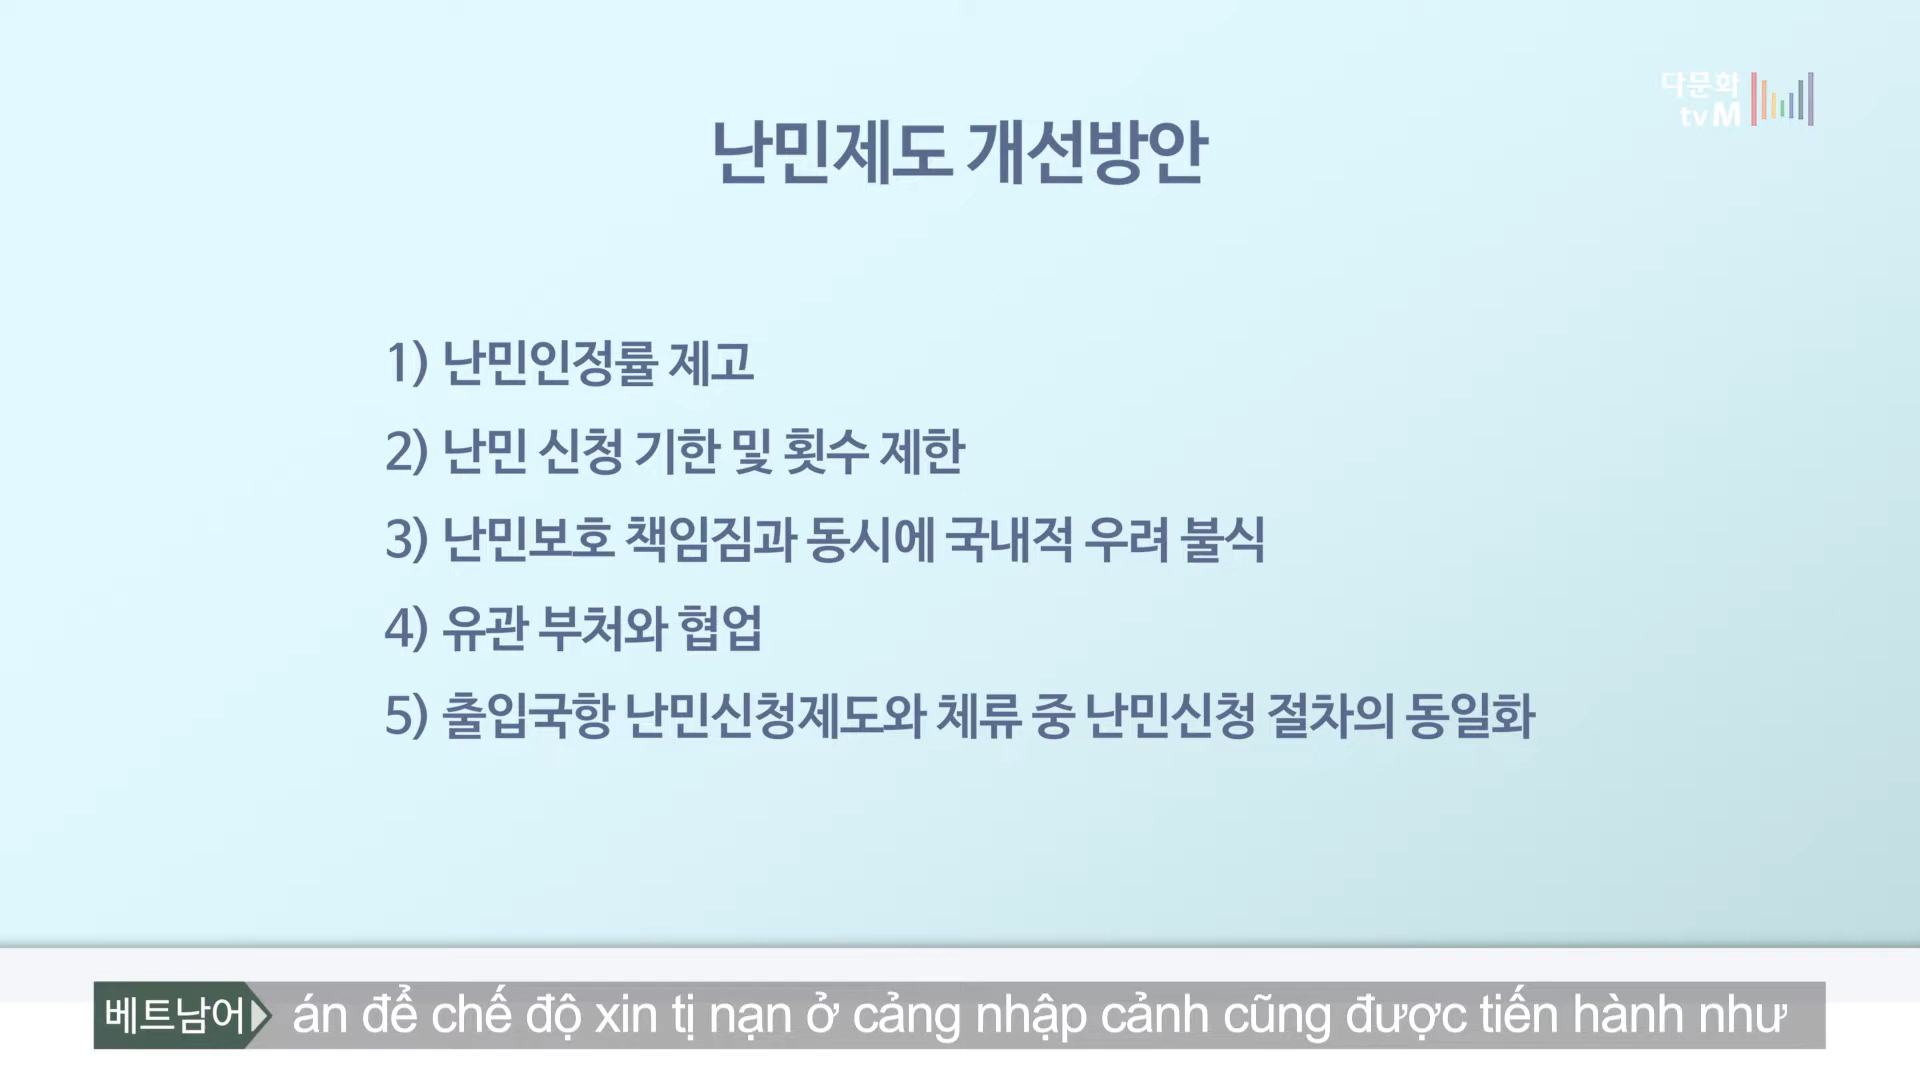 다문화
tvM
난민제도 개선방안
1) 난민인정률 제고
2) 난민 신청 기한 및 횟수 제한
3) 난민보호 책임짐과 동시에 국내적 우려 불식
4) 유관 부처와 협업
5) 출입국항 난민신청제도와 체류 중 난민신청 절차의 동일화
베트남어 án để chế độ xin tị nạn ở cảng nhập cảnh cũng được tiến hành như